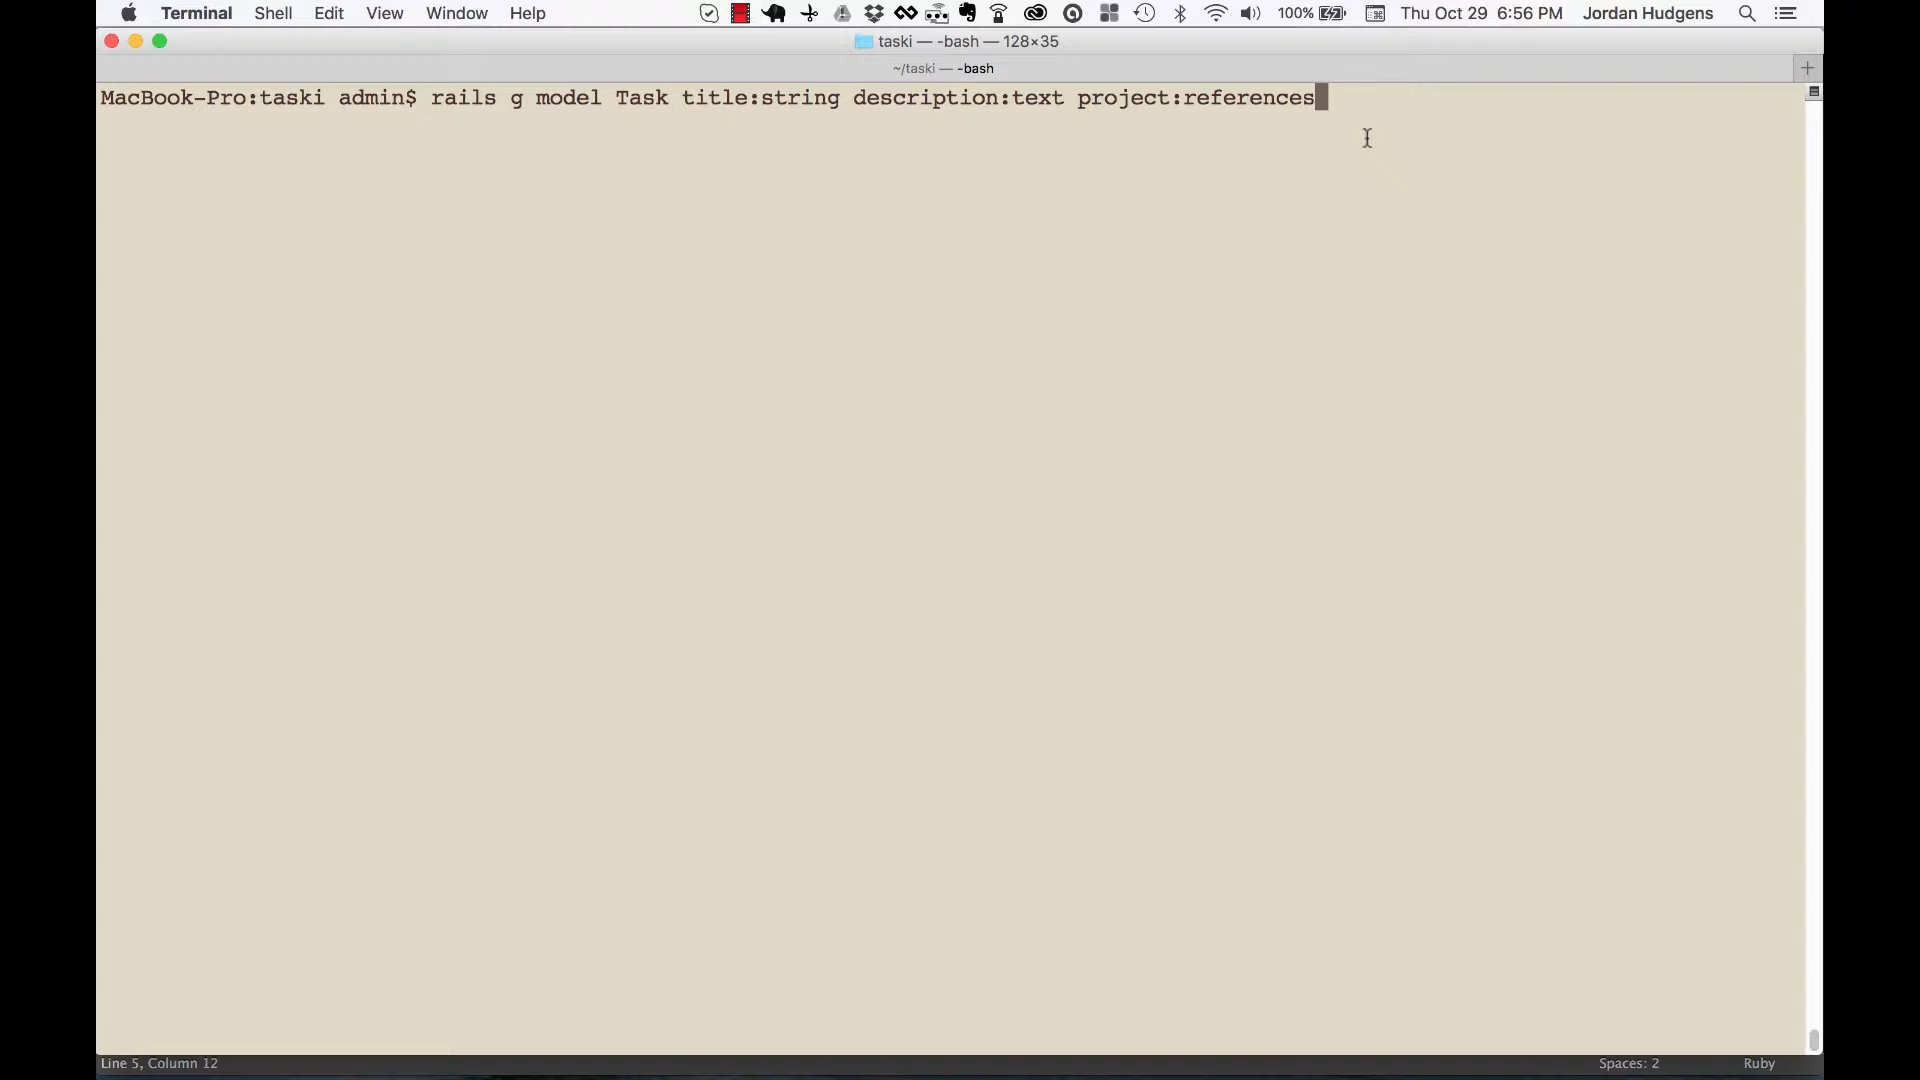 Terminal Shell Edit View Window Help 100% Thu Oct 29 6:56 PM Jordan Hudgens
taski — -bash — 128×35
~/taski — -bash
MacBook-Pro:taski admin$ rails g model Task title:string description:text project:references
Line 5, Column 12 Spaces: 2 Ruby